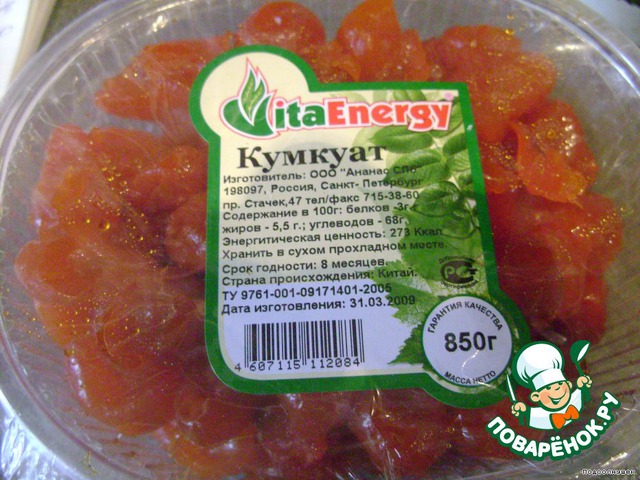 VitaEnergy
Кумкуат
Изготовитель: ООО "Ананас СПб"
198097, Россия, Санкт- Петербург
пр. Стачек,47 тел/факс 715-38-60
Содержание в 100г: белков -3г,
жиров - 5,5 г.; углеводов - 68г.
Энергитическая ценность: 273 Ккал
Хранить в сухом прохладном месте.
Срок годности: 8 месяцев.
Страна происхождения: Китай.
ТУ 9761-001-09171401-2005
Дата изготовления: 31.03.2009
4 607115 112084
ГАРАНТИЯ КАЧЕСТВА
850г
МАССА НЕТТО
ПОВАРЁНОК.РУ